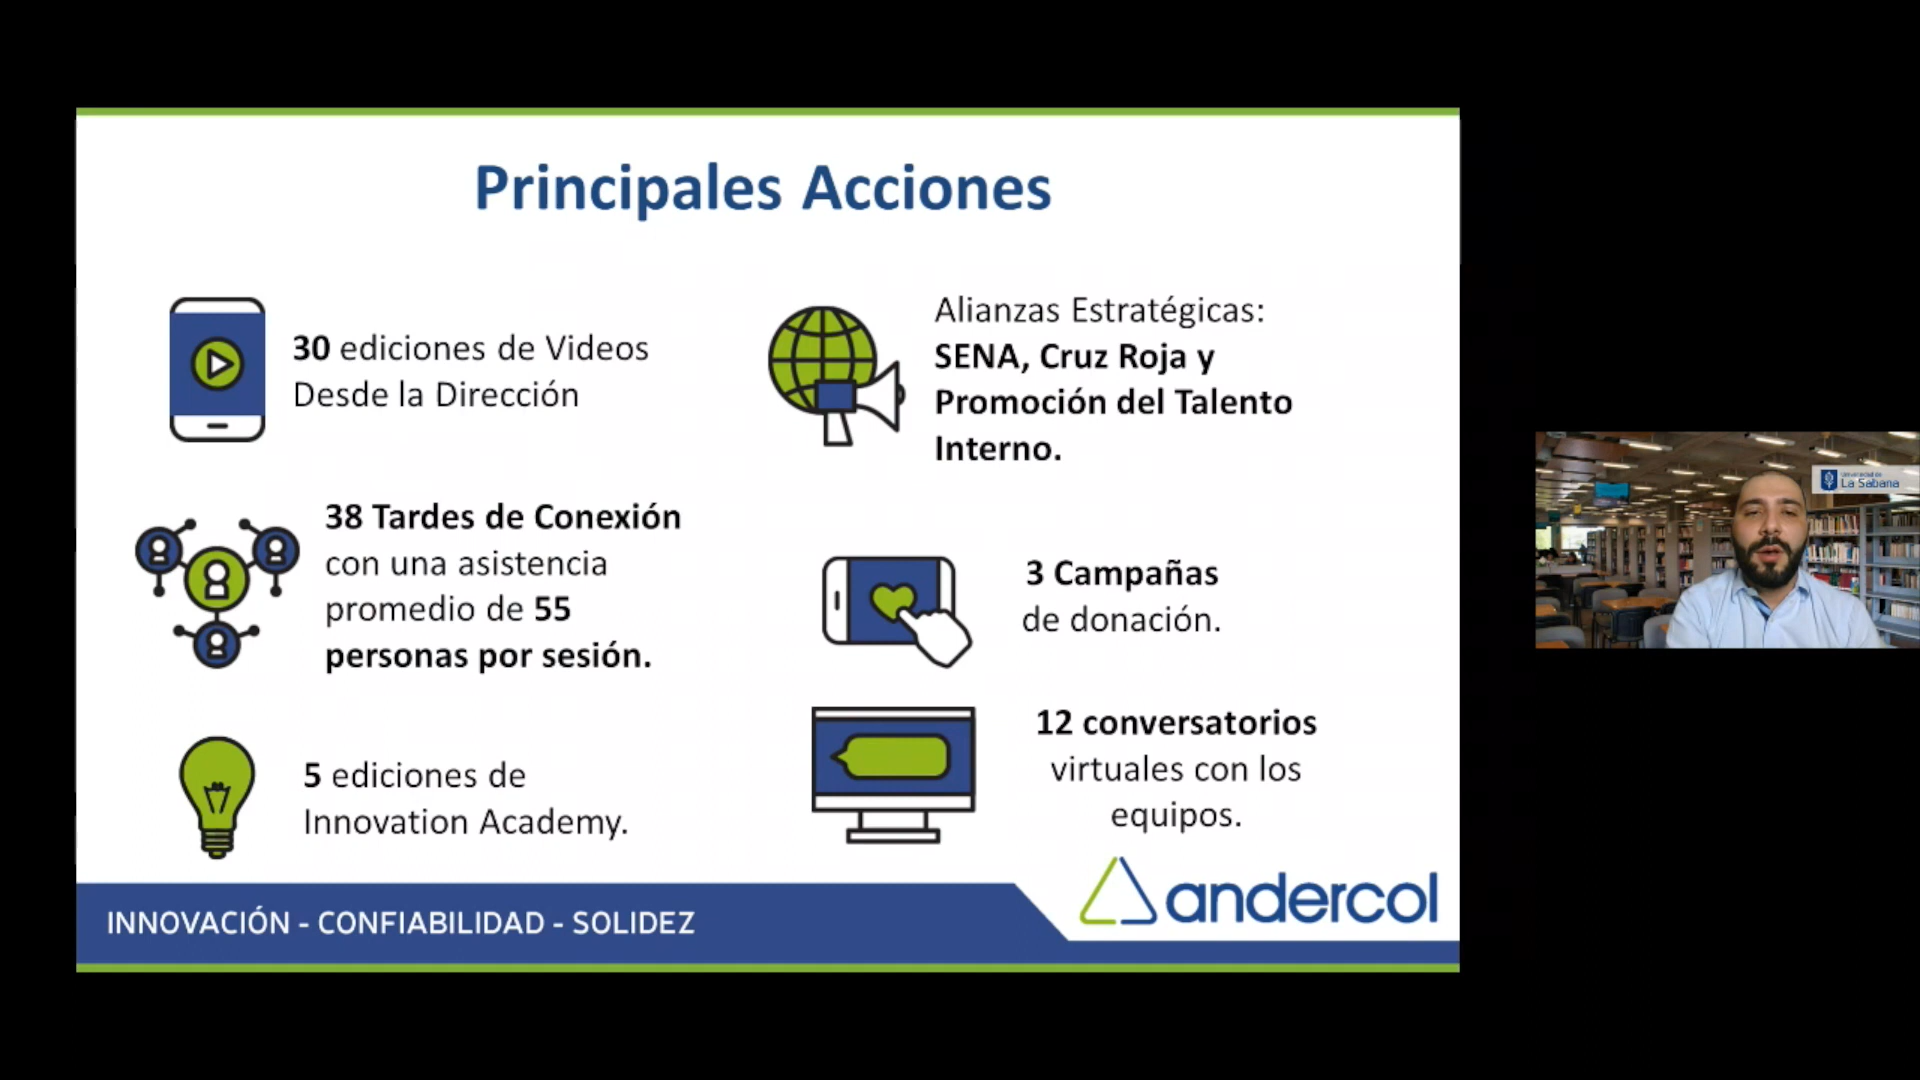 Principales Acciones
30 ediciones de Videos
Desde la Dirección
Alianzas Estratégicas:
SENA, Cruz Roja y
Promoción del Talento
Interno.
38 Tardes de Conexión
con una asistencia
promedio de 55
personas por sesión.
3 Campañas
de donación.
5 ediciones de
Innovation Academy.
12 conversatorios
virtuales con los
equipos.
INNOVACIÓN - CONFIABILIDAD - SOLIDEZ
andercol
Universidad de
La Sabana